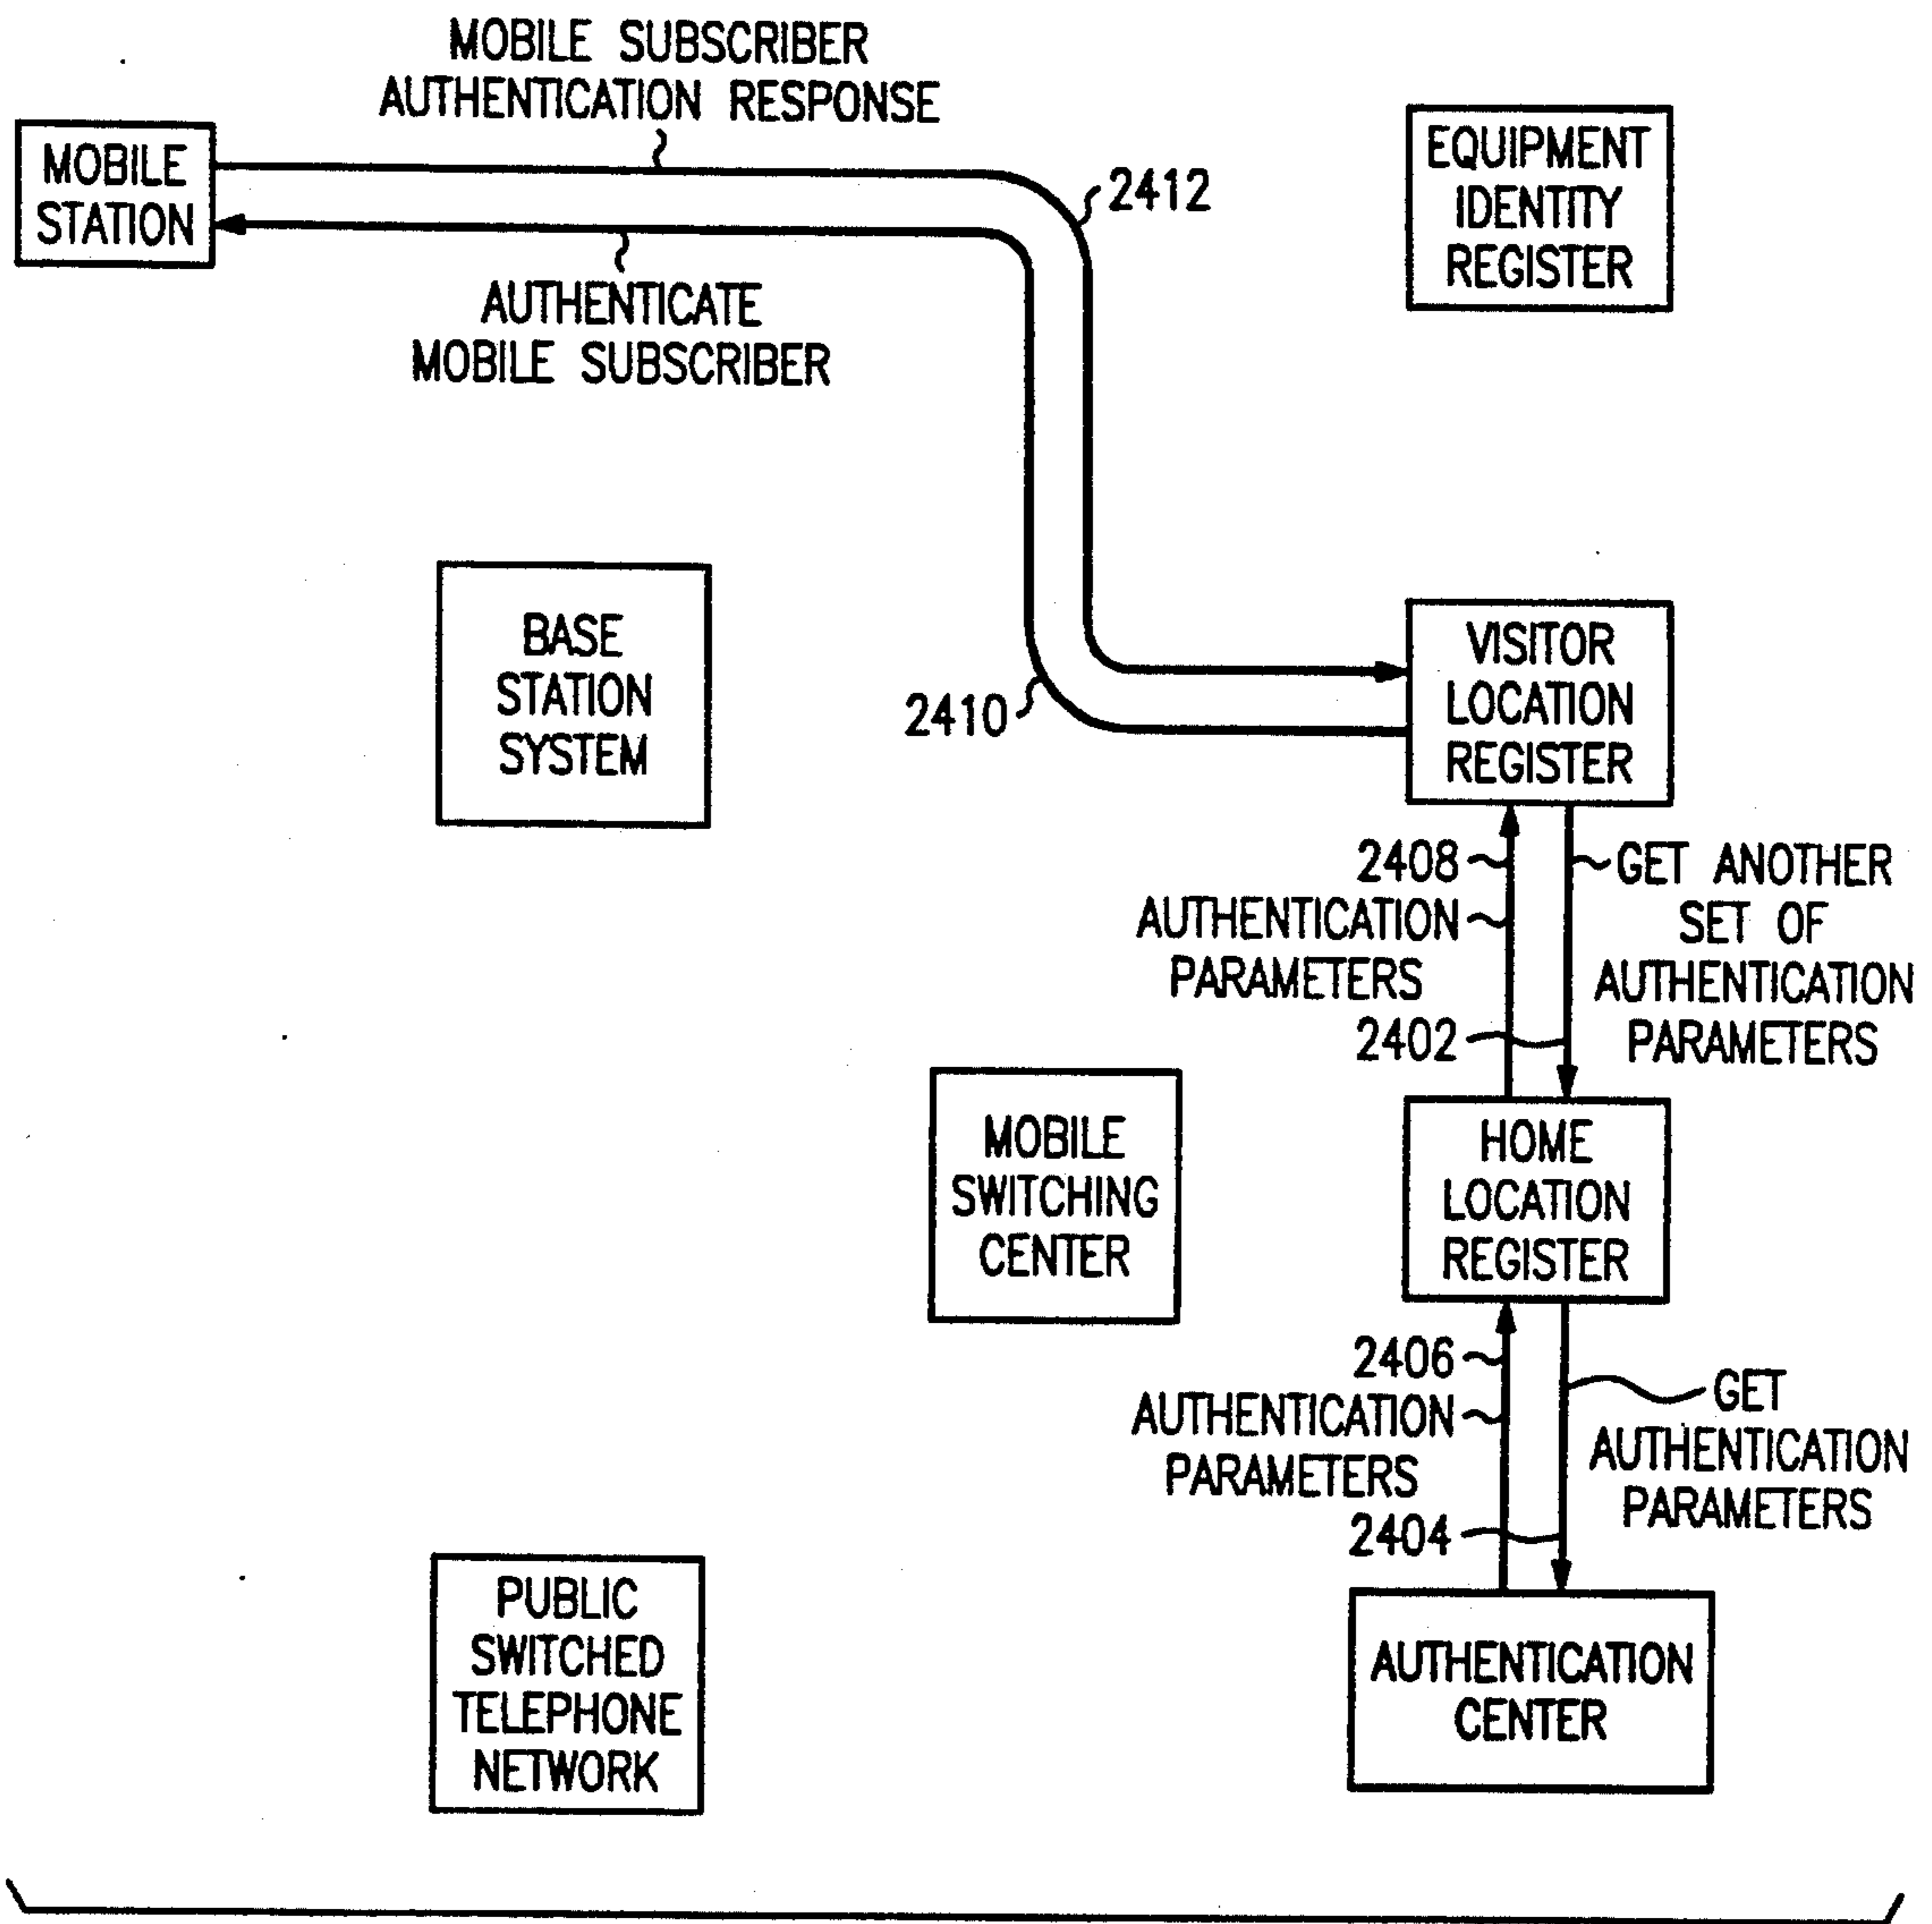 MOBILE SUBSCRIBER
AUTHENTICATION RESPONSE
MOBILE
STATION
2412
EQUIPMENT
IDENTITY
REGISTER
AUTHENTICATE
MOBILE SUBSCRIBER
BASE
STATION
SYSTEM
2410
VISITOR
LOCATION
REGISTER
2408
AUTHENTICATION
PARAMETERS
2402
GET ANOTHER
SET OF
AUTHENTICATION
PARAMETERS
MOBILE
SWITCHING
CENTER
HOME
LOCATION
REGISTER
2406
AUTHENTICATION
PARAMETERS
2404
GET
AUTHENTICATION
PARAMETERS
PUBLIC
SWITCHED
TELEPHONE
NETWORK
AUTHENTICATION
CENTER